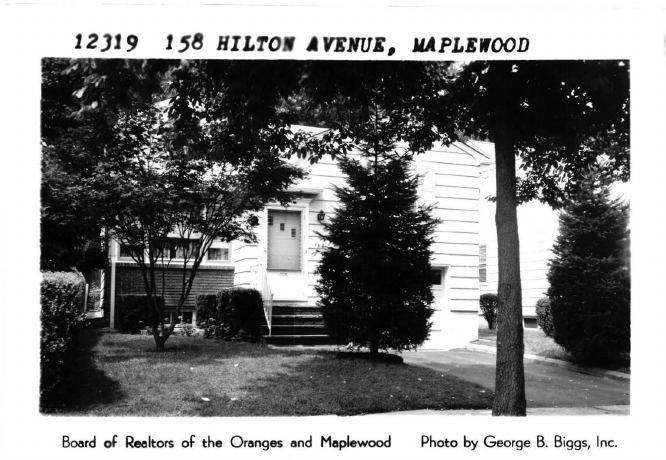 12319 158 HILTON AVENUE, MAPLEWOOD
Board of Realtors of the Oranges and Maplewood Photo by George B. Biggs, Inc.